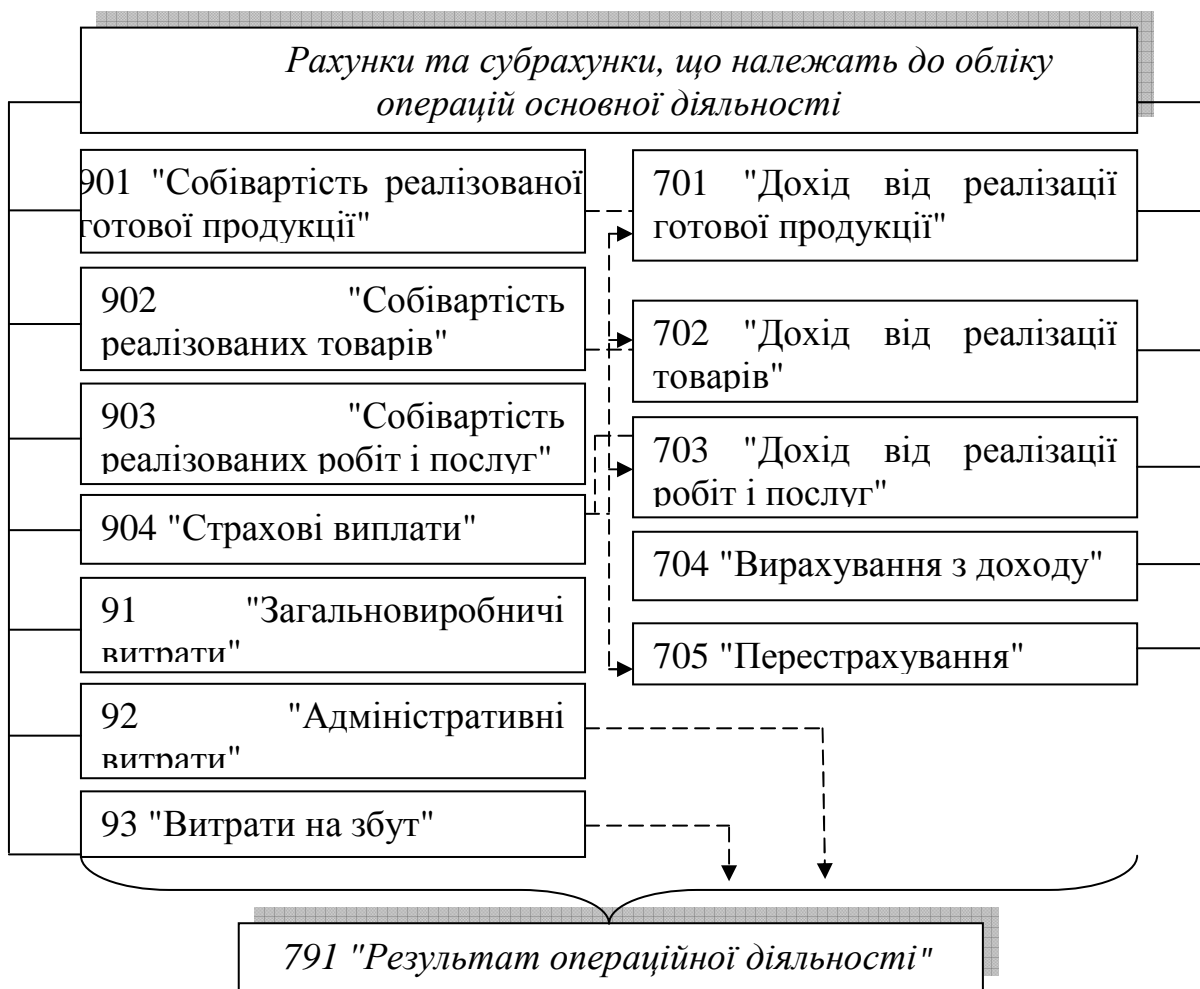 Рахунки та субрахунки, що належать до обліку
операцій основної діяльності
901 "Собівартість реалізованої
готової продукції"
902 "Собівартість
реалізованих товарів"
903 "Собівартість
реалізованих робіт і послуг"
904 "Страхові виплати"
91 "Загальновиробничі
витрати"
92 "Адміністративні
витрати"
93 "Витрати на збут"
701 "Дохід від реалізації
готової продукції"
702 "Дохід від реалізації
товарів"
703 "Дохід від реалізації
робіт і послуг"
704 "Вирахування з доходу"
705 "Перестрахування"
791 "Результат операційної діяльності"